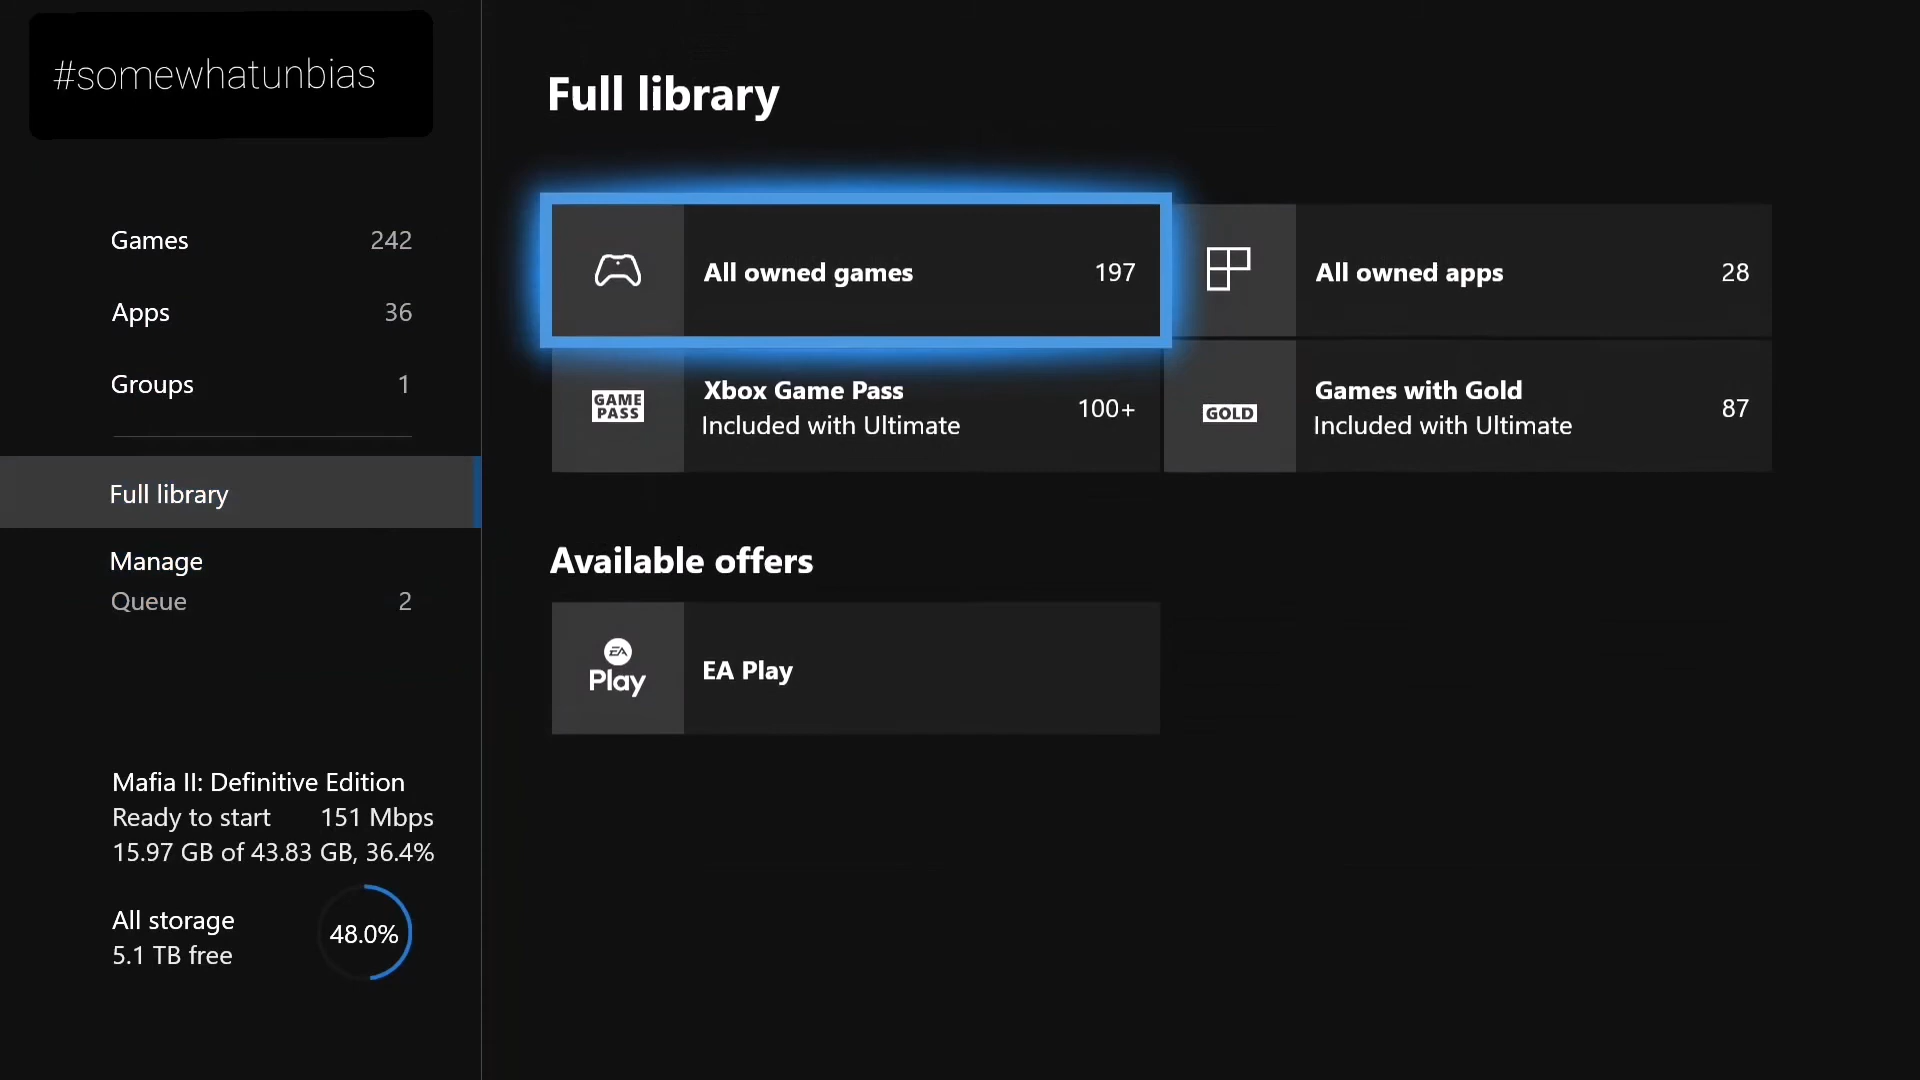 #somewhatunbias
Games 242
Apps 36
Groups 1
Full library
Manage
Queue 2
Mafia II: Definitive Edition
Ready to start 151 Mbps
15.97 GB of 43.83 GB, 36.4%
All storage
5.1 TB free
48.0%
Full library
All owned games 197
All owned apps 28
GAME
PASS
Xbox Game Pass
Included with Ultimate
100+
GOLD
Games with Gold
Included with Ultimate
87
Available offers
EA
Play
EA Play